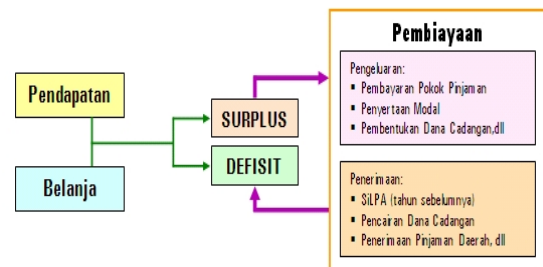 Pendapatan
Belanja
SURPLUS
DEFISIT
Pembiayaan
Pengeluaran:
▪ Pembayaran Pokok Pinjaman
▪ Penyertaan Modal
▪ Pembentukan Dana Cadangan,dll
Penerimaan:
▪ SiLPA (tahun sebelumnya)
▪ Pencairan Dana Cadangan
▪ Penerimaan Pinjaman Daerah, dll